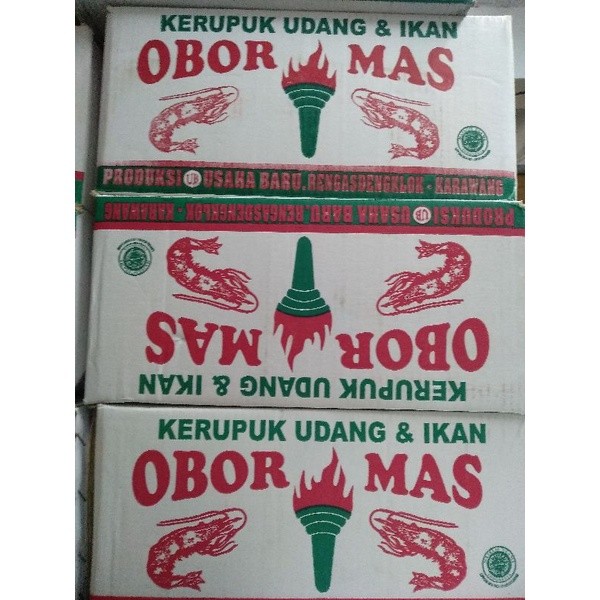 KERUPUK UDANG & IKAN
OBOR MAS
PRODUKSI UB USAHA BARU. RENGASDENGKLOK - KARAWANG
PRODUKSI UB USAHA BARU. RENGASDENGKLOK - KARAWANG
OBOR MAS
KERUPUK UDANG & IKAN
KERUPUK UDANG & IKAN
OBOR MAS